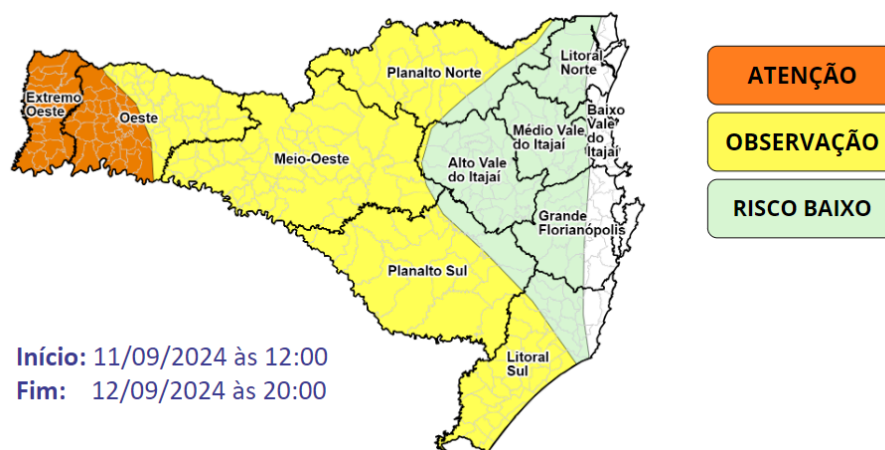 Litoral
Norte
Planalto Norte
Extremo
Oeste
Oeste
Baixo
Vale
do
Itajaí
Médio Vale
do Itajaí
Meio-Oeste
Alto Vale
do Itajaí
Grande
Florianópolis
Planalto Sul
Litoral
Sul
ATENÇÃO
OBSERVAÇÃO
RISCO BAIXO
Início: 11/09/2024 às 12:00
Fim: 12/09/2024 às 20:00